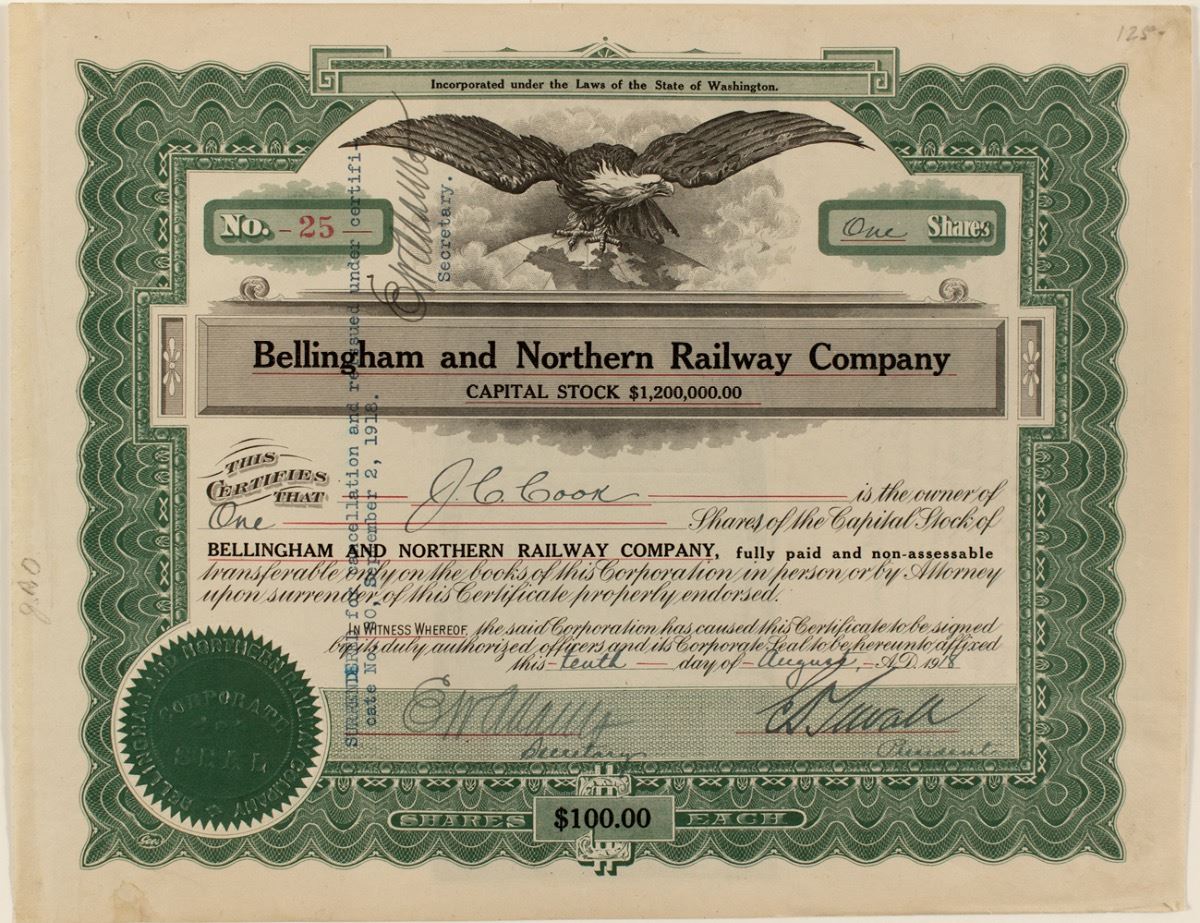 125-
Incorporated under the Laws of the State of Washington.
No. - 25 -
One Shares
Bellingham and Northern Railway Company
CAPITAL STOCK $1,200,000.00
THIS CERTIFIES THAT J. C. Cook is the owner of
One Shares of the Capital Stock of
BELLINGHAM AND NORTHERN RAILWAY COMPANY, fully paid and non-assessable
transferable only on the books of this Corporation in person or by Attorney
upon surrender of this Certificate properly endorsed.
IN WITNESS WHEREOF, the said Corporation has caused this Certificate to be signed
by its duly authorized officers and its Corporate Seal to be hereunto affixed
this tenth day of August, A.D. 1918
Secretary
President
SHARES $100.00 EACH
BELLINGHAM AND NORTHERN RAILWAY COMPANY
CORPORATE
SEAL
SURRENDERED for cancellation and reissued under certifi-
cate No. 30, September 2, 1918.
Secretary.